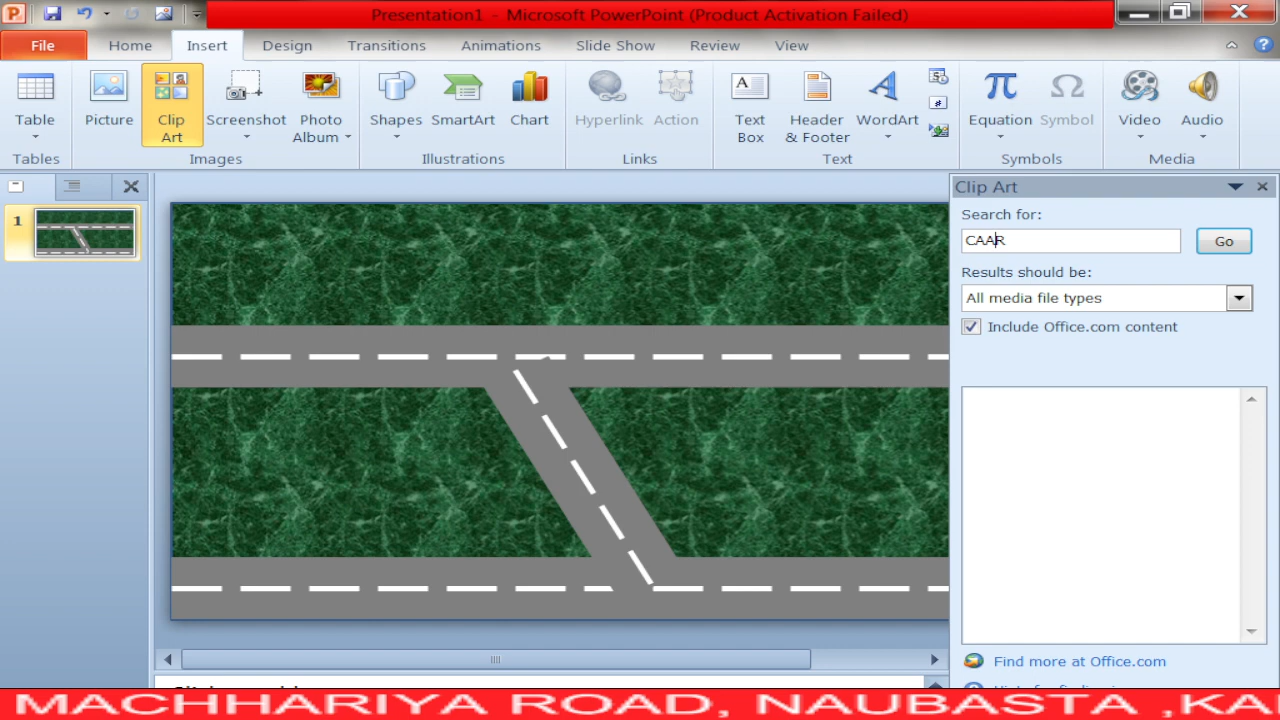 Presentation1 - Microsoft PowerPoint (Product Activation Failed)
File Home Insert Design Transitions Animations Slide Show Review View
Table
Picture
Clip Art
Screenshot
Photo Album
Shapes
SmartArt
Chart
Hyperlink
Action
Text Box
Header & Footer
WordArt
Equation
Symbol
Video
Audio
Tables Images Illustrations Links Text Symbols Media
1
Clip Art
Search for:
CAAR
Go
Results should be:
All media file types
Include Office.com content
Find more at Office.com
MACHHARIYA ROAD, NAUBASTA ,KA